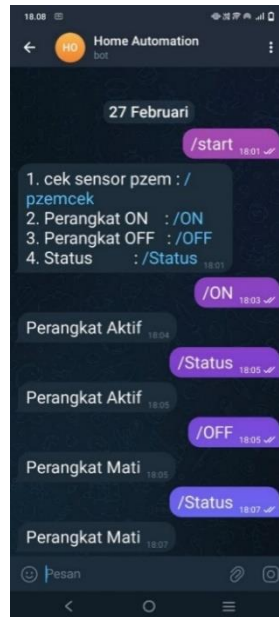 18.08
HO
Home Automation
bot
27 Februari
/start 18:01
1. cek sensor pzem : /
pzemcek
2. Perangkat ON : /ON
3. Perangkat OFF : /OFF
4. Status : /Status 18:01
/ON 18:03
Perangkat Aktif 18:04
/Status 18:05
Perangkat Aktif 18:05
/OFF 18:05
Perangkat Mati 18:05
/Status 18:07
Perangkat Mati 18:07
Pesan